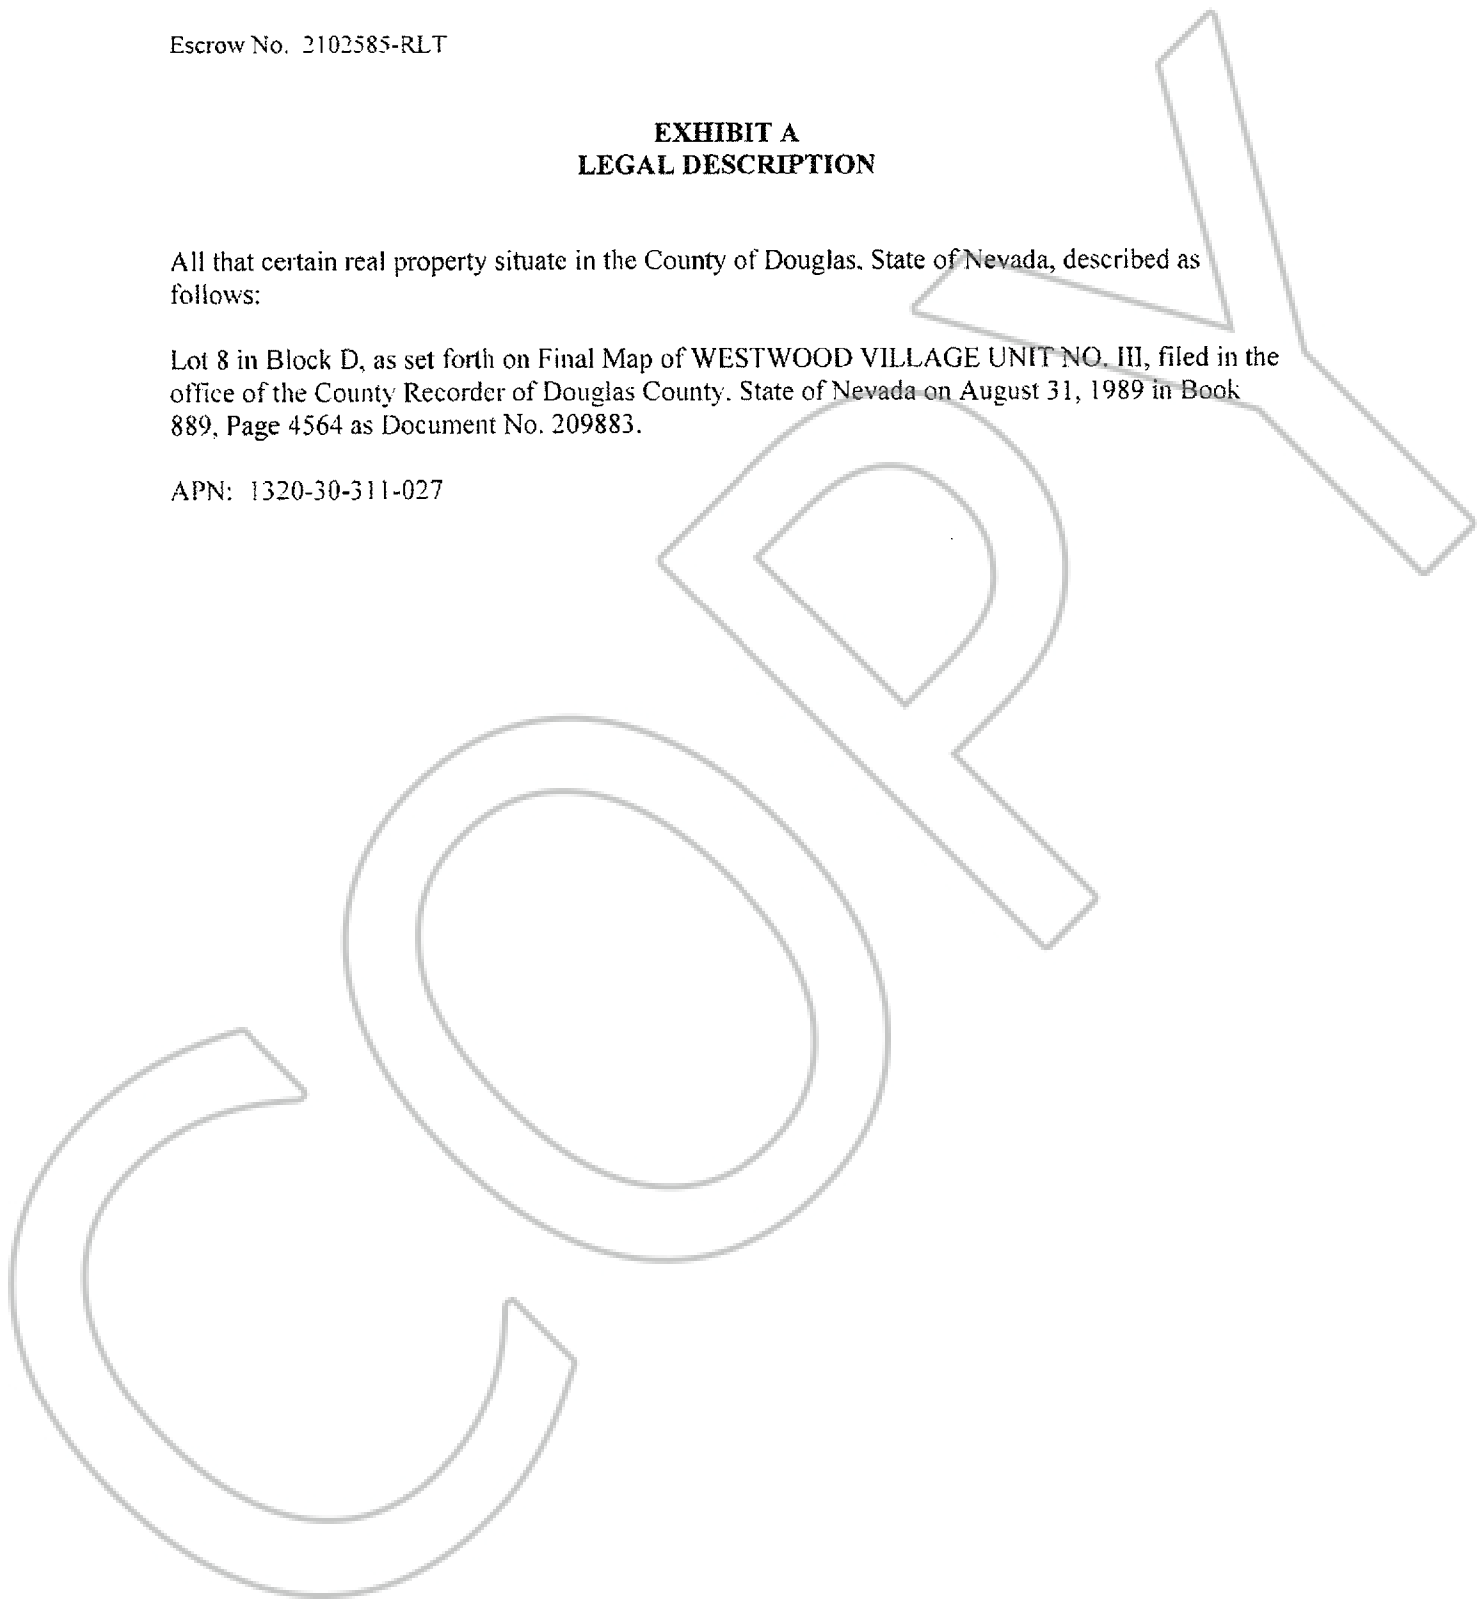 Escrow No. 2102585-RLT
EXHIBIT A
LEGAL DESCRIPTION
All that certain real property situate in the County of Douglas, State of Nevada, described as
follows:
Lot 8 in Block D, as set forth on Final Map of WESTWOOD VILLAGE UNIT NO. III, filed in the
office of the County Recorder of Douglas County, State of Nevada on August 31, 1989 in Book
889, Page 4564 as Document No. 209883.
APN: 1320-30-311-027
COPY